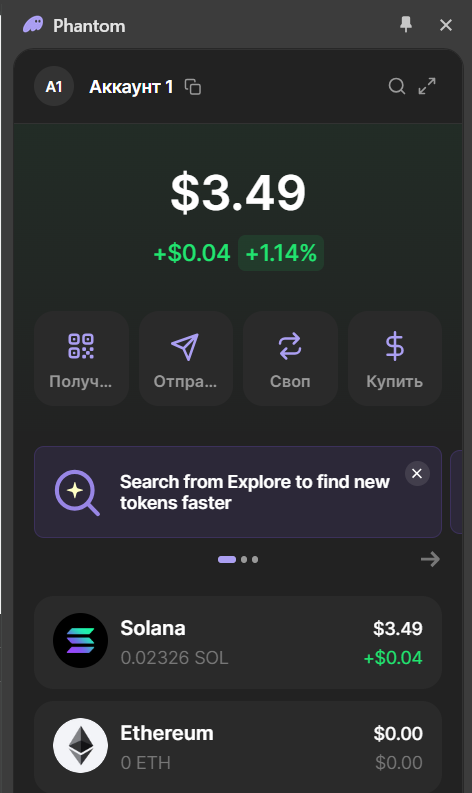 Phantom
A1 Аккаунт 1
$3.49
+$0.04 +1.14%
Получ... Отпра... Своп Купить
Search from Explore to find new
tokens faster
Solana $3.49
0.02326 SOL +$0.04
Ethereum $0.00
0 ETH $0.00